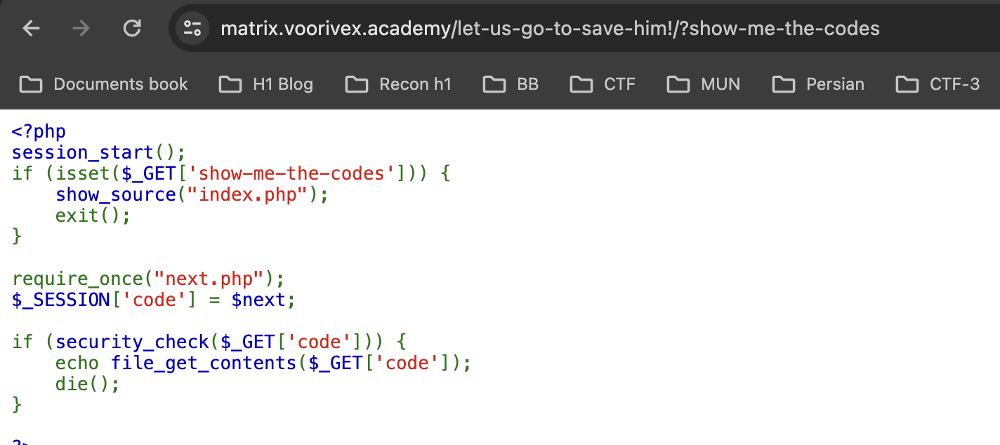 matrix.voorivex.academy/let-us-go-to-save-him!/?show-me-the-codes
Documents book H1 Blog Recon h1 BB CTF MUN Persian CTF-3
<?php
session_start();
if (isset($_GET['show-me-the-codes'])) {
    show_source("index.php");
    exit();
}

require_once("next.php");
$_SESSION['code'] = $next;

if (security_check($_GET['code'])) {
    echo file_get_contents($_GET['code']);
    die();
}

?>